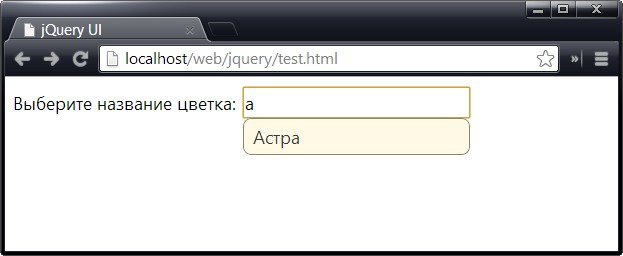 jQuery UI
localhost/web/jquery/test.html
Выберите название цветка: а
Астра